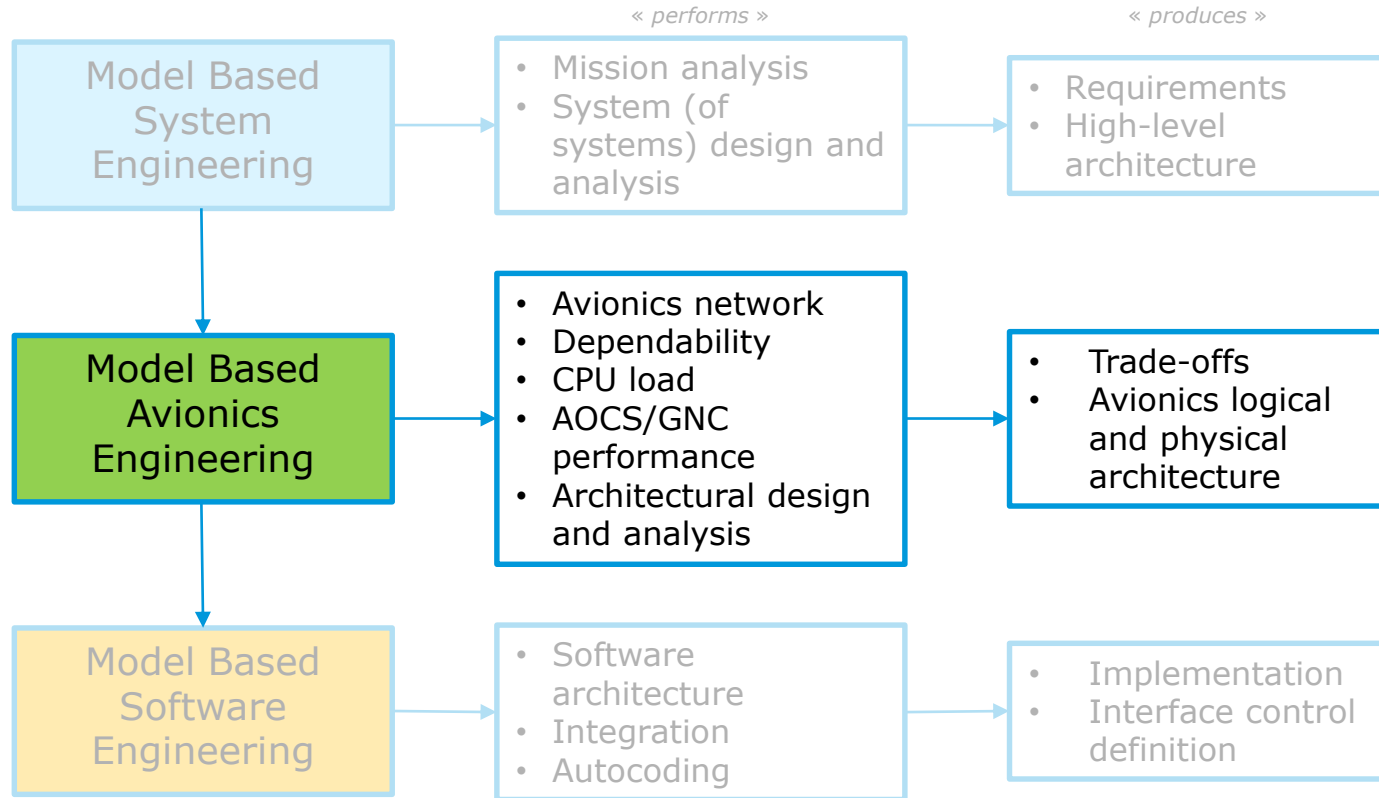 « performs »
« produces »
Model Based
System
Engineering
• Mission analysis
• System (of
systems) design and
analysis
• Requirements
• High-level
architecture
Model Based
Avionics
Engineering
• Avionics network
• Dependability
• CPU load
• AOCS/GNC
performance
• Architectural design
and analysis
• Trade-offs
• Avionics logical
and physical
architecture
Model Based
Software
Engineering
• Software
architecture
• Integration
• Autocoding
• Implementation
• Interface control
definition